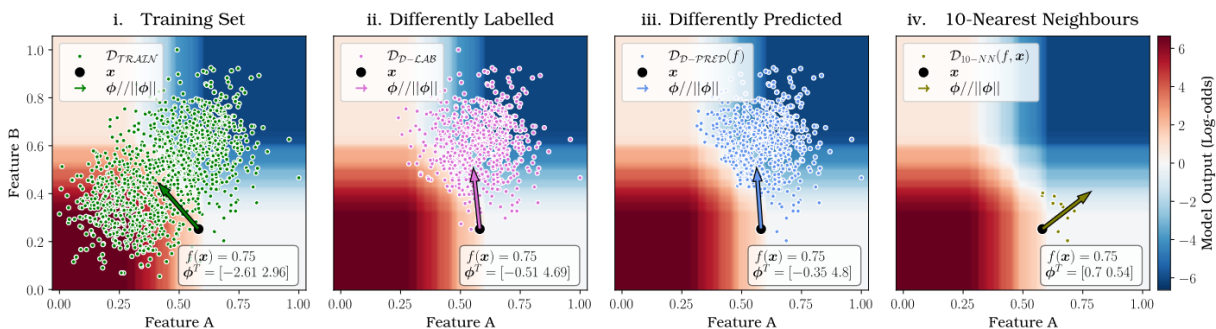 i. Training Set
ii. Differently Labelled
iii. Differently Predicted
iv. 10-Nearest Neighbours
Feature B
1.0
0.8
0.6
0.4
0.2
0.0
0.00 0.25 0.50 0.75 1.00
Feature A
𝒟_TRAIN
x
ϕ//||ϕ||
f(x) = 0.75
ϕ^T = [−2.61 2.96]
0.00 0.25 0.50 0.75 1.00
Feature A
𝒟_D−LAB
x
ϕ//||ϕ||
f(x) = 0.75
ϕ^T = [−0.51 4.69]
0.00 0.25 0.50 0.75 1.00
Feature A
𝒟_D−PRED(f)
x
ϕ//||ϕ||
f(x) = 0.75
ϕ^T = [−0.35 4.8]
0.00 0.25 0.50 0.75 1.00
Feature A
𝒟_10−NN(f, x)
x
ϕ//||ϕ||
f(x) = 0.75
ϕ^T = [0.7 0.54]
6
4
2
0
−2
−4
−6
Model Output (Log-odds)